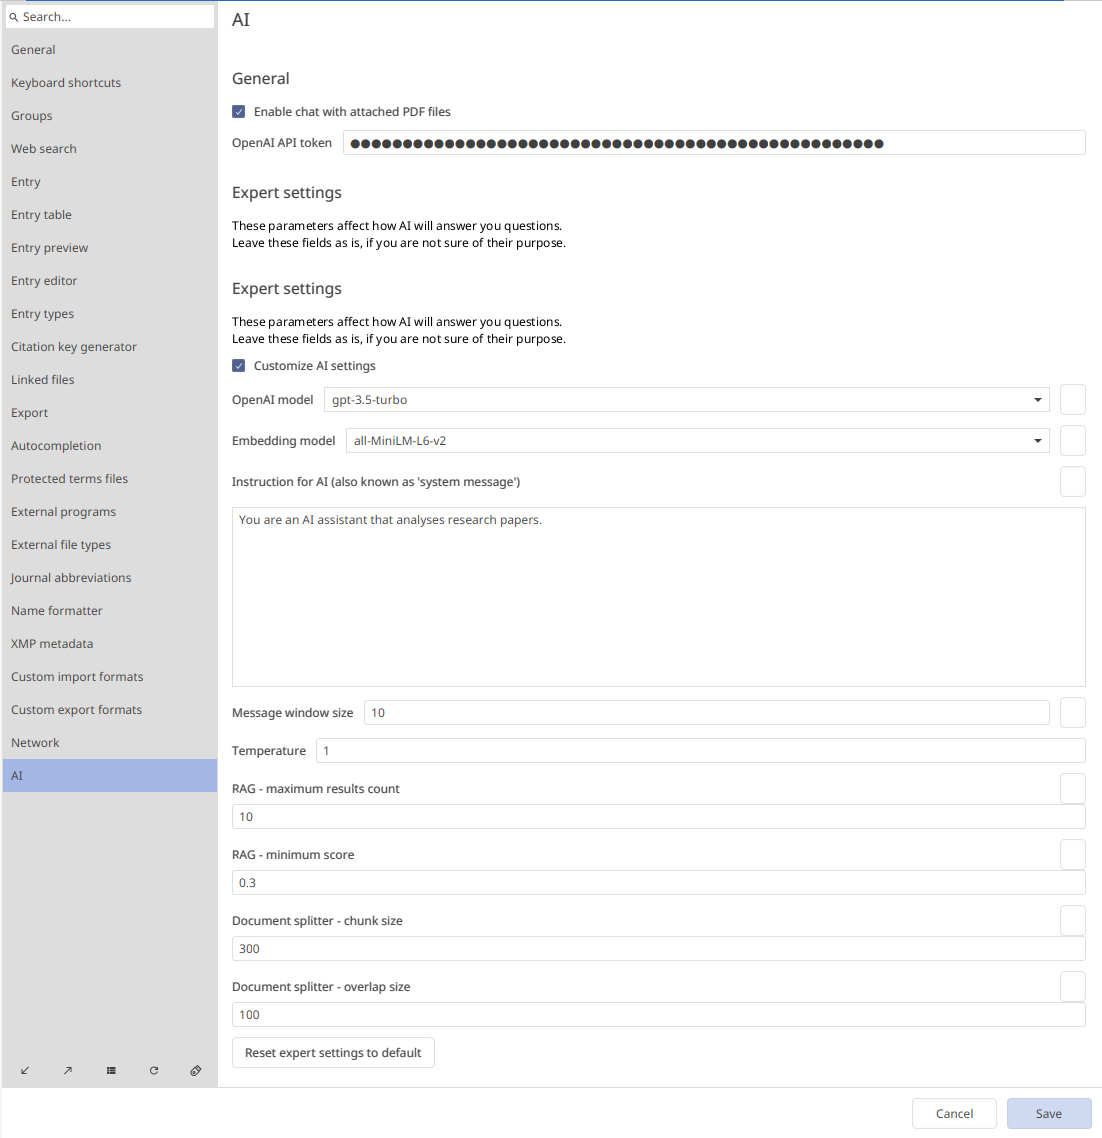 Search...
General
Keyboard shortcuts
Groups
Web search
Entry
Entry table
Entry preview
Entry editor
Entry types
Citation key generator
Linked files
Export
Autocompletion
Protected terms files
External programs
External file types
Journal abbreviations
Name formatter
XMP metadata
Custom import formats
Custom export formats
Network
AI
AI
General
Enable chat with attached PDF files
OpenAI API token ●●●●●●●●●●●●●●●●●●●●●●●●●●●●●●●●●●●●●●●●●●●●●●●●●●●
Expert settings
These parameters affect how AI will answer you questions.
Leave these fields as is, if you are not sure of their purpose.
Expert settings
These parameters affect how AI will answer you questions.
Leave these fields as is, if you are not sure of their purpose.
Customize AI settings
OpenAI model gpt-3.5-turbo
Embedding model all-MiniLM-L6-v2
Instruction for AI (also known as 'system message')
You are an AI assistant that analyses research papers.
Message window size 10
Temperature 1
RAG - maximum results count
10
RAG - minimum score
0.3
Document splitter - chunk size
300
Document splitter - overlap size
100
Reset expert settings to default
Cancel Save